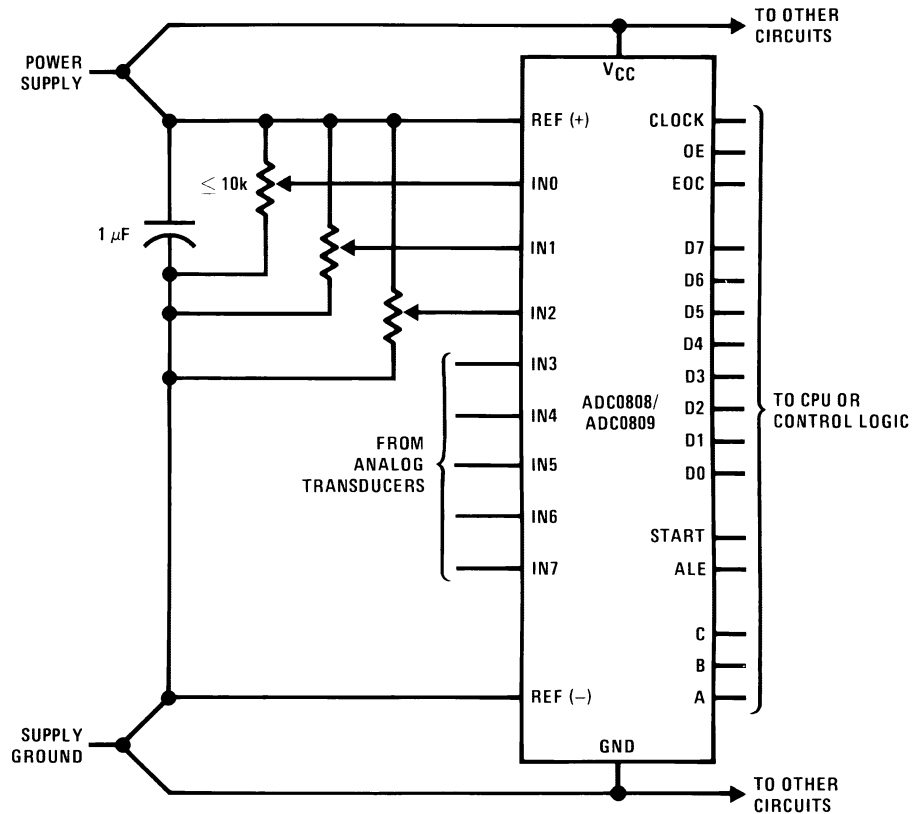 TO OTHER
CIRCUITS
POWER
SUPPLY
VCC
REF (+)
CLOCK
OE
≤ 10k
IN0
EOC
1 μF
IN1
D7
D6
IN2
D5
D4
IN3
D3
ADC0808/
ADC0809
D2
TO CPU OR
CONTROL LOGIC
IN4
D1
FROM
ANALOG
TRANSDUCERS
IN5
D0
IN6
START
IN7
ALE
C
B
REF (−)
A
SUPPLY
GROUND
GND
TO OTHER
CIRCUITS